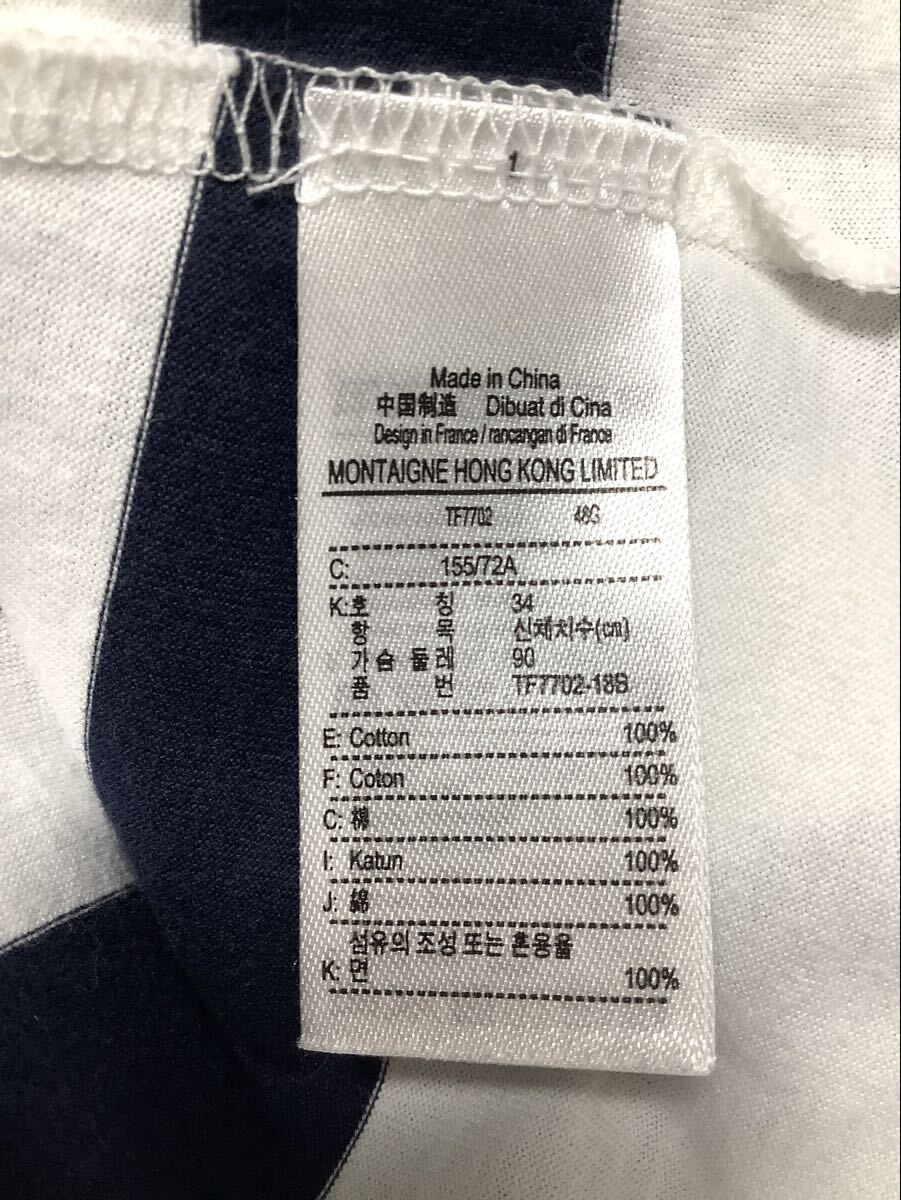 1
Made in China
中国制造 Dibuat di Cina
Design in France / rancangan di France
MONTAIGNE HONG KONG LIMITED
TF7702 48G
C: 155/72A
K:호 칭 34
항 목 신체치수(cm)
가슴 둘레 90
품 번 TF7702-18B
E: Cotton 100%
F: Coton 100%
C: 棉 100%
I: Katun 100%
J: 綿 100%
섬유의 조성 또는 혼용율
K: 면 100%